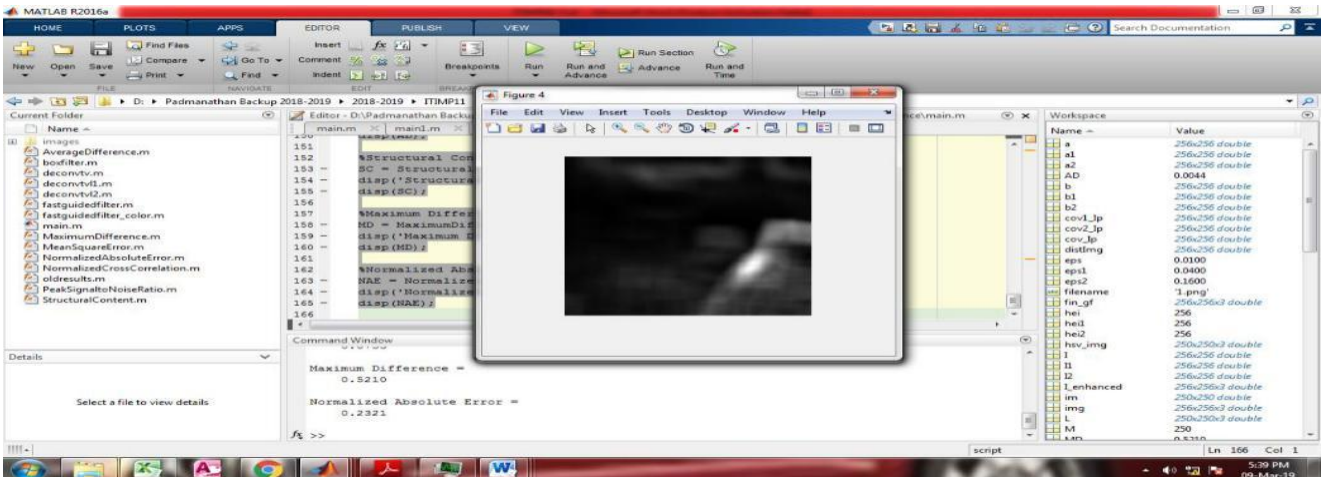 MATLAB R2016a
HOME PLOTS APPS EDITOR PUBLISH VIEW
Search Documentation
New Open Save Find Files Compare Print Go To Find Insert fx Comment Indent Breakpoints Run Run and Advance Run Section Advance Run and Time
FILE NAVIGATE EDIT
D: Padmanathan Backup 2018-2019 2018-2019 ITIMP11
Current Folder
Name
images
AverageDifference.m
boxfilter.m
deconvtv.m
deconvtvl1.m
deconvtvl2.m
fastguidedfilter.m
fastguidedfilter_color.m
main.m
MaximumDifference.m
MeanSquareError.m
NormalizedAbsoluteError.m
NormalizedCrossCorrelation.m
oldresults.m
PeakSignaltoNoiseRatio.m
StructuralContent.m
Details
Select a file to view details
Editor - D:\Padmanathan Backu
nce\main.m
main.m main1.m
151
152 %Structural Con
153 - SC = Structural
154 - disp('Structura
155 - disp(SC);
156
157 %Maximum Differ
158 - MD = MaximumDif
159 - disp('Maximum D
160 - disp(MD);
161
162 %Normalized Abs
163 - NAE = Normalize
164 - disp('Normalize
165 - disp(NAE);
166
Command Window
Maximum Difference =
0.5210
Normalized Absolute Error =
0.2321
fx >>
Figure 4
File Edit View Insert Tools Desktop Window Help
Workspace
Name Value
a 256x256 double
a1 256x256 double
a2 256x256 double
AD 0.0044
b 256x256 double
b1 256x256 double
b2 256x256 double
cov1_Ip 256x256 double
cov2_Ip 256x256 double
cov_Ip 256x256 double
distImg 256x256 double
eps 0.0100
eps1 0.0400
eps2 0.1600
filename '1.png'
fin_gf 256x256x3 double
hei 256
hei1 256
hei2 256
hsv_img 250x250x3 double
I 256x256 double
I1 256x256 double
I2 256x256 double
I_enhanced 256x256x3 double
im 250x250 double
img 256x256x3 double
L 250x250x3 double
M 250
MD 0.5210
script Ln 166 Col 1
5:39 PM
09-Mar-19